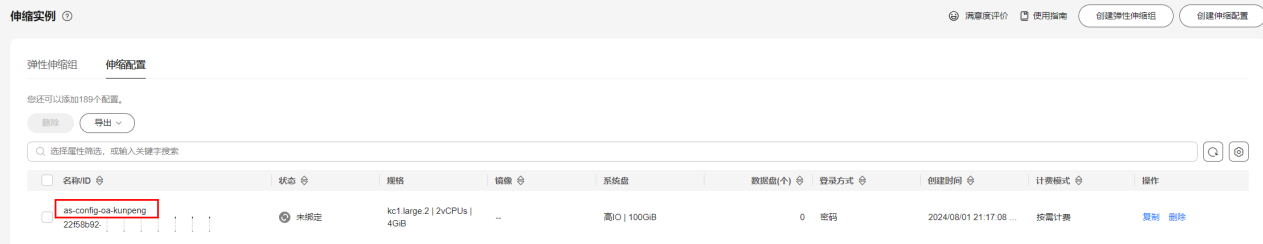 伸缩实例
满意度评价 使用指南 创建弹性伸缩组 创建伸缩配置
弹性伸缩组 伸缩配置
您还可以添加189个配置。
删除 导出
选择属性筛选，或输入关键字搜索
名称/ID 状态 规格 镜像 系统盘 数据盘(个) 登录方式 创建时间 计费模式 操作
as-config-oa-kunpeng 未绑定 kc1.large.2 | 2vCPUs | -- 高IO | 100GiB 0 密码 2024/08/01 21:17:08 ... 按需计费 复制 删除
22f58b92- 4GiB